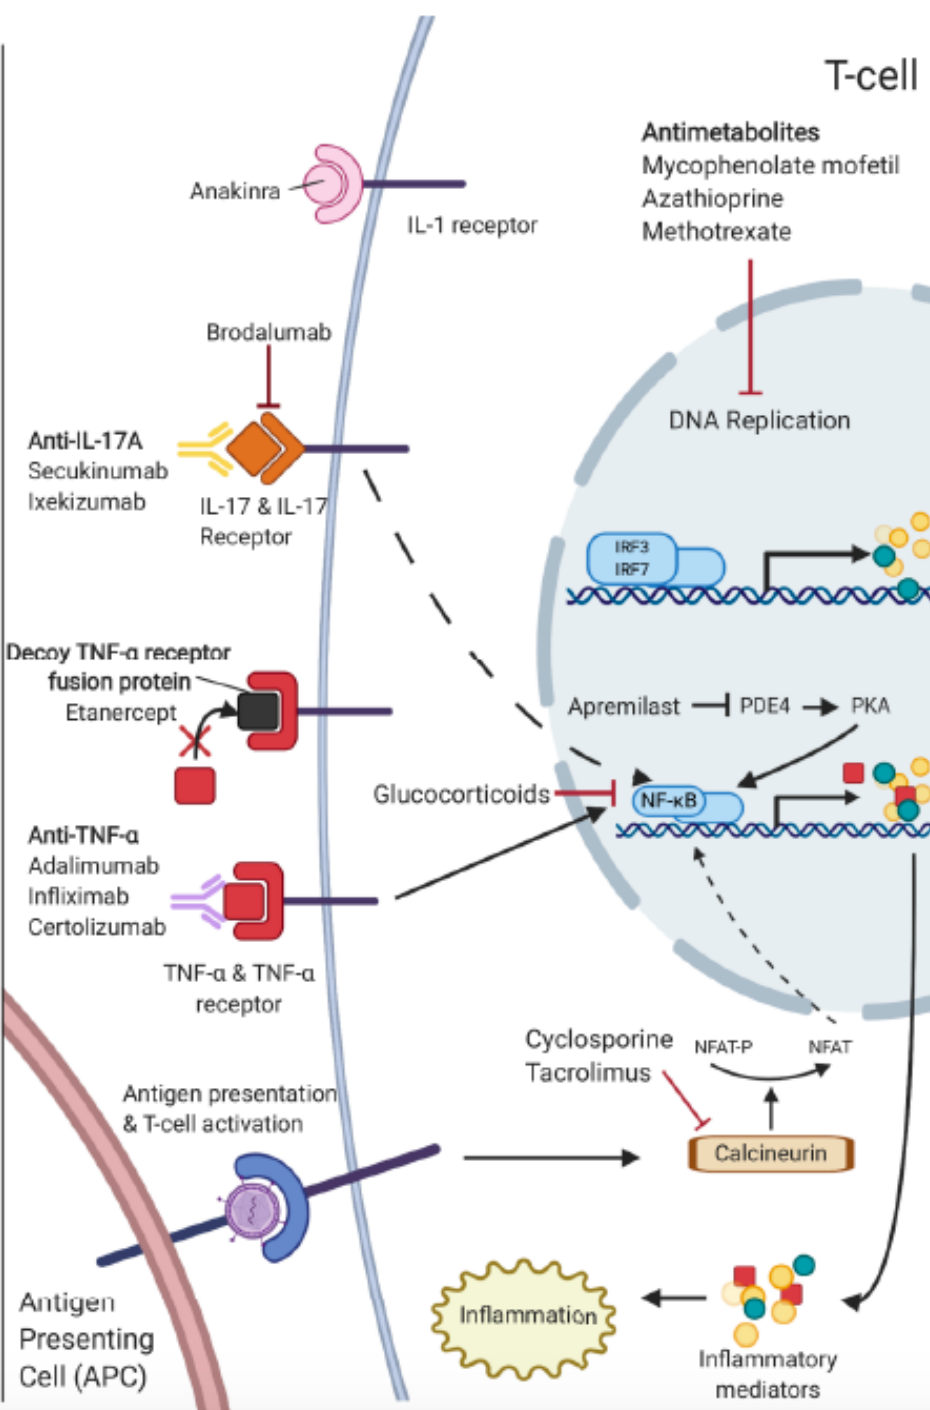 T-cell
Antimetabolites
Mycophenolate mofetil
Azathioprine
Methotrexate
Anakinra
IL-1 receptor
Brodalumab
DNA Replication
Anti-IL-17A
Secukinumab
Ixekizumab
IL-17 & IL-17
Receptor
IRF3
IRF7
Decoy TNF-α receptor
fusion protein
Etanercept
Apremilast
PDE4
PKA
Glucocorticoids
NF-κB
Anti-TNF-α
Adalimumab
Infliximab
Certolizumab
TNF-α & TNF-α
receptor
Cyclosporine
Tacrolimus
NFAT-P
NFAT
Antigen presentation
& T-cell activation
Calcineurin
Antigen
Presenting
Cell (APC)
Inflammation
Inflammatory
mediators